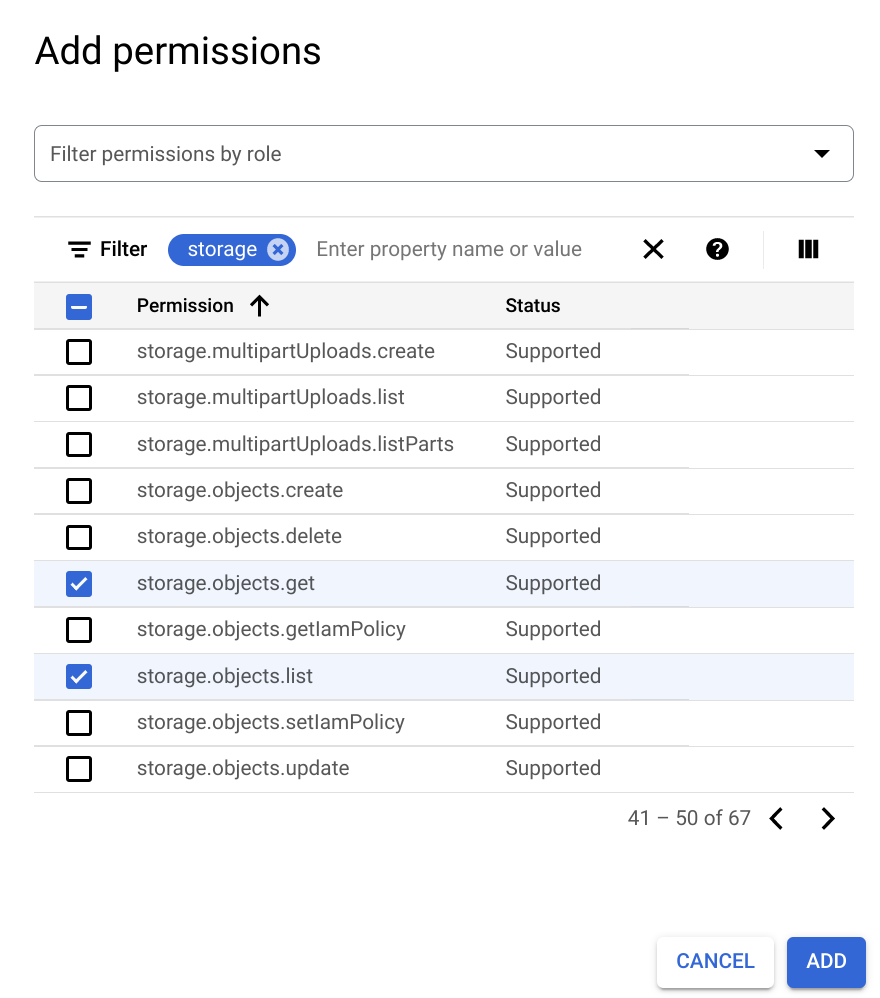 Add permissions
Filter permissions by role
Filter storage Enter property name or value
Permission Status
storage.multipartUploads.create Supported
storage.multipartUploads.list Supported
storage.multipartUploads.listParts Supported
storage.objects.create Supported
storage.objects.delete Supported
storage.objects.get Supported
storage.objects.getIamPolicy Supported
storage.objects.list Supported
storage.objects.setIamPolicy Supported
storage.objects.update Supported
41 – 50 of 67
CANCEL ADD